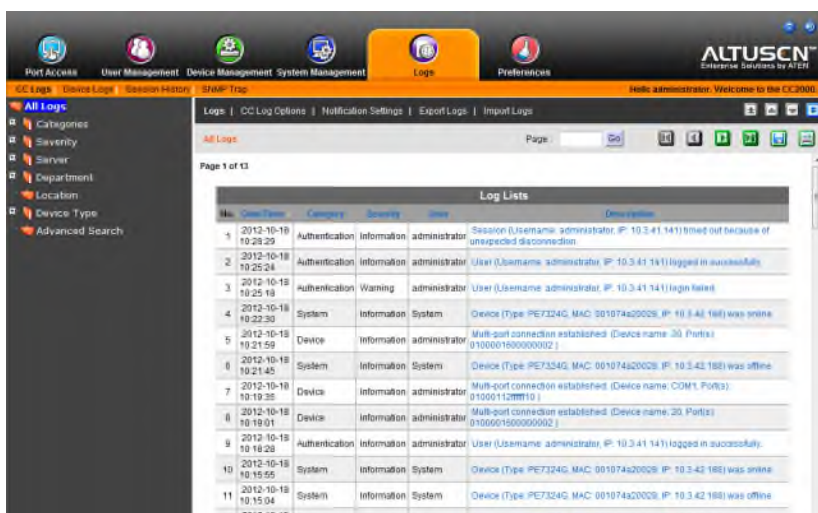 Port Access User Management Device Management System Management Logs Preferences
ALTUSCN™
Enterprise Solutions by ATEN
CC Logs Device Logs Session History SNMP Trap
Hello administrator. Welcome to the CC2000
All Logs
Categories
Severity
Server
Department
Location
Device Type
Advanced Search
Logs | CC Log Options | Notification Settings | Export Logs | Import Logs
All Logs
Page: Go
Page 1 of 13
Log Lists
No. Date/Time Category Severity User Description
1 2012-10-18 10:28:29 Authentication Information administrator Session (Username: administrator, IP: 10.3.41.141) timed out because of unexpected disconnection.
2 2012-10-18 10:25:24 Authentication Information administrator User (Username: administrator, IP: 10.3.41.141) logged in successfully.
3 2012-10-18 10:25:18 Authentication Warning administrator User (Username: administrator, IP: 10.3.41.141) login failed.
4 2012-10-18 10:22:30 System Information System Device (Type: PE7324G, MAC: 001074a20029, IP: 10.3.42.188) was online.
5 2012-10-18 10:21:59 Device Information administrator Multi-port connection established. (Device name: 20, Port(s):
6 2012-10-18 10:21:45 System Information System Device (Type: PE7324G, MAC: 001074a20029, IP: 10.3.42.188) was offline.
7 2012-10-18 10:19:35 Device Information administrator Multi-port connection established. (Device name: COM1, Port(s):
8 2012-10-18 10:19:01 Device Information administrator Multi-port connection established. (Device name: 20, Port(s):
9 2012-10-18 10:18:28 Authentication Information administrator User (Username: administrator, IP: 10.3.41.141) logged in successfully.
10 2012-10-18 10:15:55 System Information System Device (Type: PE7324G, MAC: 001074a20029, IP: 10.3.42.188) was online.
11 2012-10-18 10:15:04 System Information System Device (Type: PE7324G, MAC: 001074a20029, IP: 10.3.42.188) was offline.